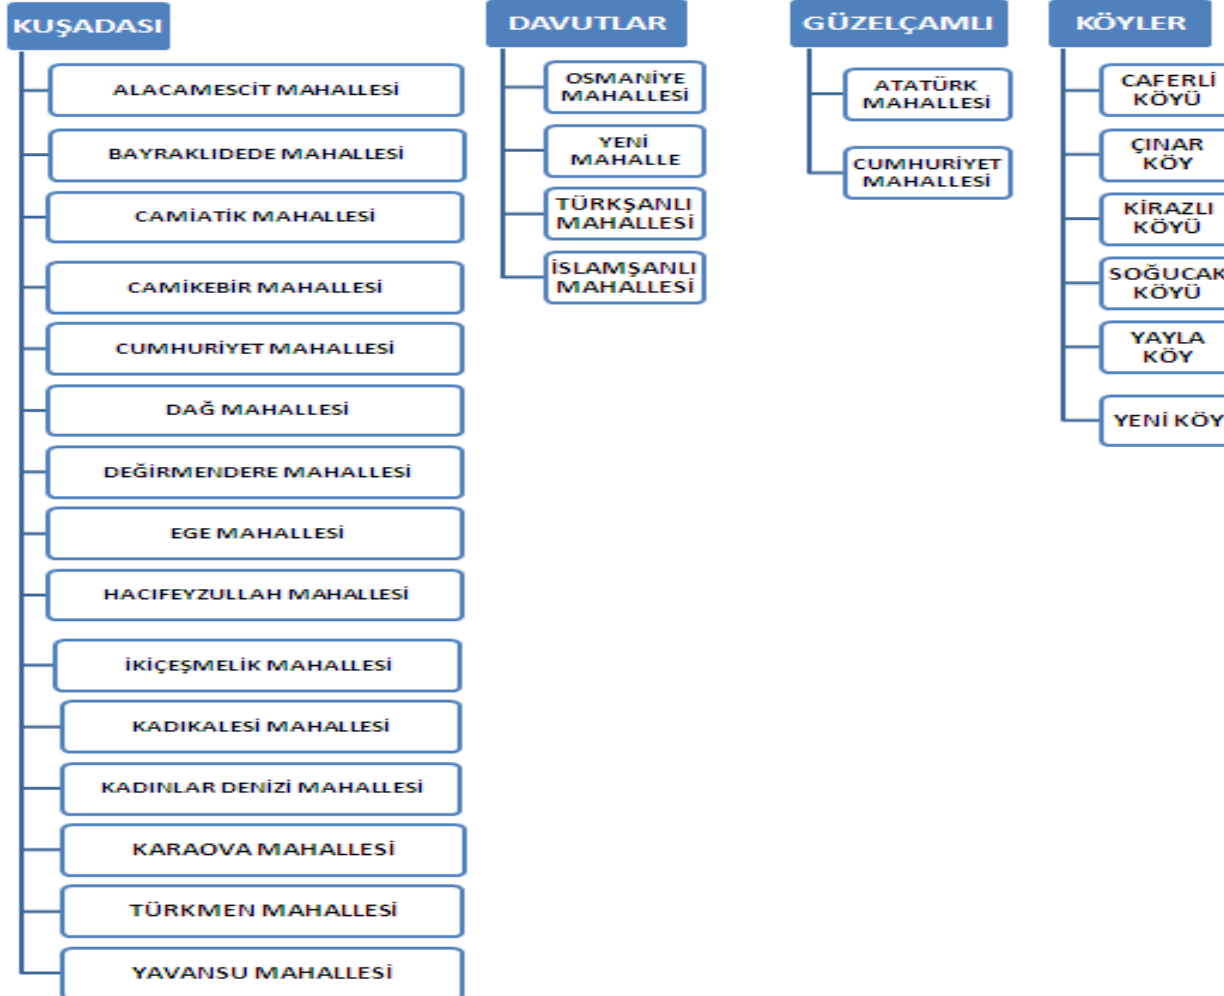 KUŞADASI
ALACAMESCİT MAHALLESİ
BAYRAKLIDEDE MAHALLESİ
CAMİATİK MAHALLESİ
CAMİKEBİR MAHALLESİ
CUMHURİYET MAHALLESİ
DAĞ MAHALLESİ
DEĞİRMENDERE MAHALLESİ
EGE MAHALLESİ
HACIFEYZULLAH MAHALLESİ
İKİÇEŞMELİK MAHALLESİ
KADIKALESİ MAHALLESİ
KADINLAR DENİZİ MAHALLESİ
KARAOVA MAHALLESİ
TÜRKMEN MAHALLESİ
YAVANSU MAHALLESİ
DAVUTLAR
OSMANİYE
MAHALLESİ
YENİ
MAHALLE
TÜRKŞANLI
MAHALLESİ
İSLAMŞANLI
MAHALLESİ
GÜZELÇAMLI
ATATÜRK
MAHALLESİ
CUMHURİYET
MAHALLESİ
KÖYLER
CAFERLİ
KÖYÜ
ÇINAR
KÖY
KİRAZLI
KÖYÜ
SOĞUCAK
KÖYÜ
YAYLA
KÖY
YENİ KÖY